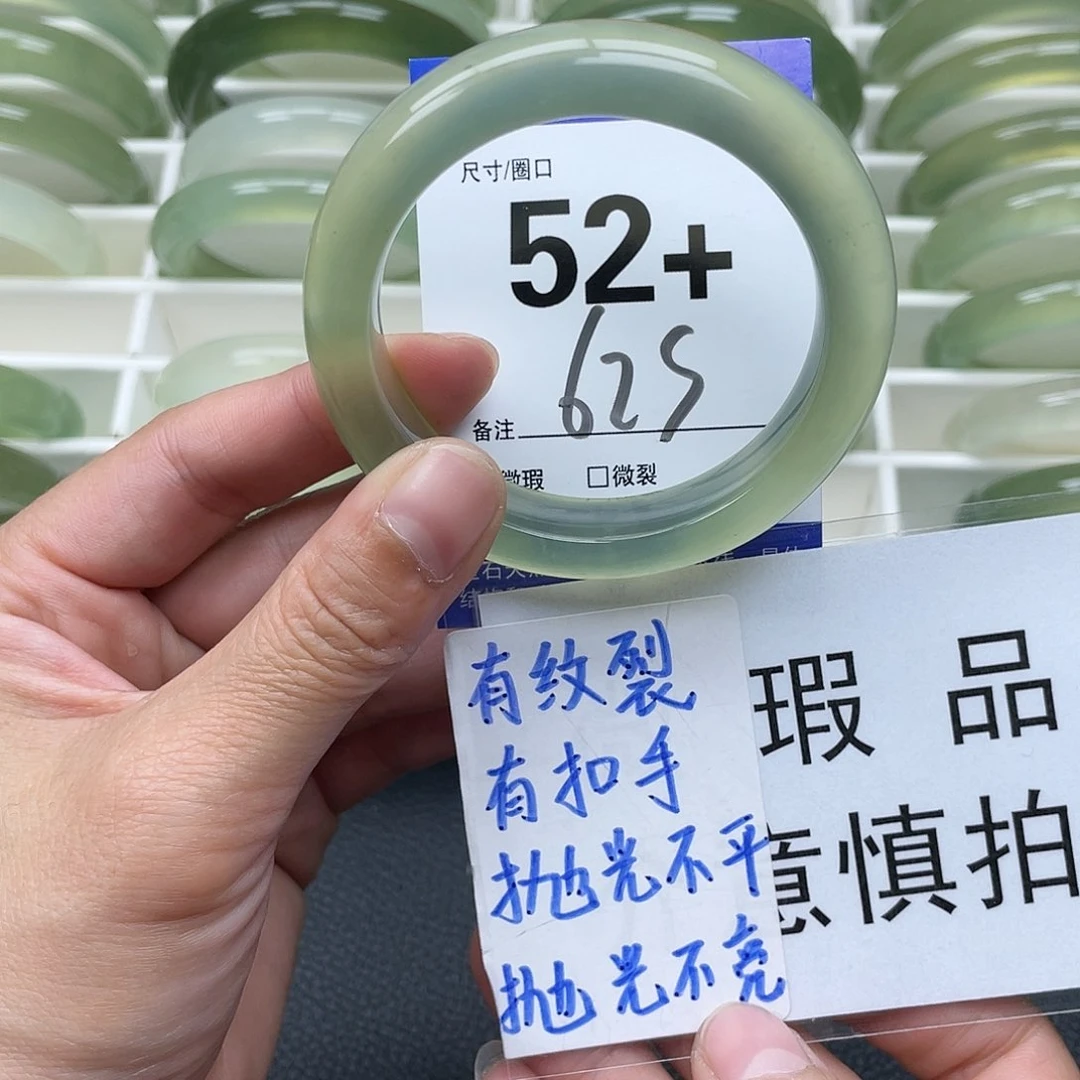 尺寸/圈口
52+
625
备注
微瑕 □微裂
有纹裂
有扣手
抛光不平
抛光不亮
瑕 品
意慎拍